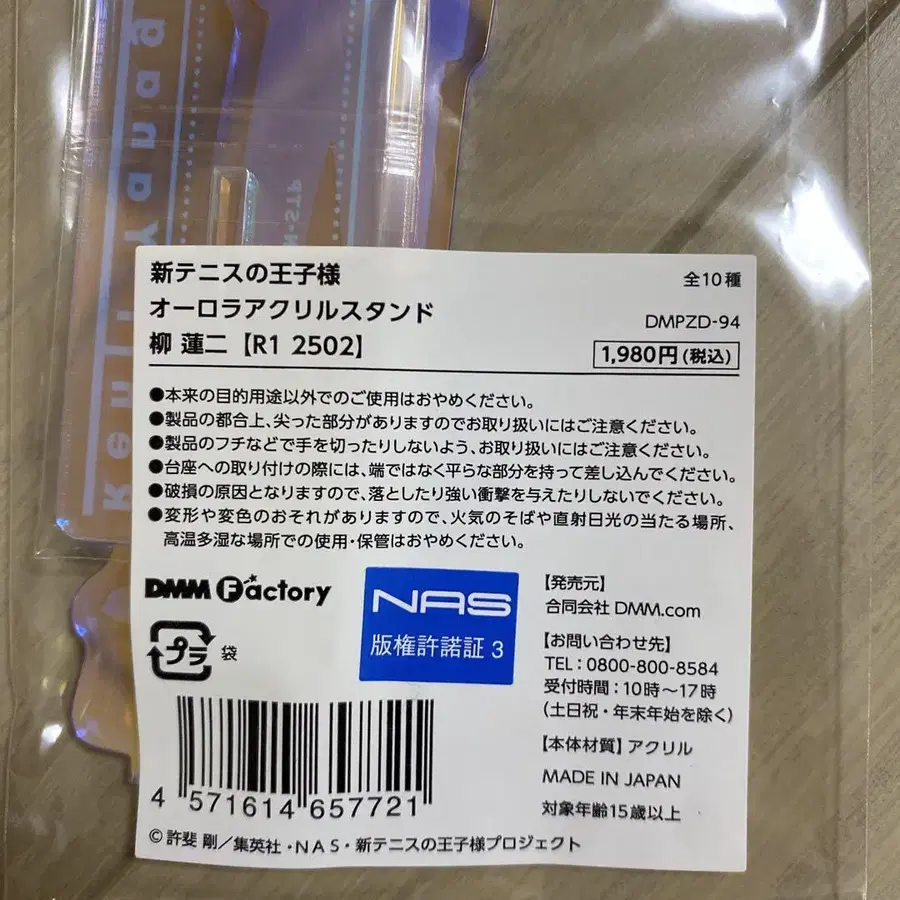 Renji Yanag
N·STP
新テニスの王子様
全10種
オーロラアクリルスタンド
DMPZD-94
柳 蓮二【R1 2502】
1,980円(税込)
●本来の目的用途以外でのご使用はおやめください。
●製品の都合上、尖った部分がありますのでお取り扱いにはご注意ください。
●製品のフチなどで手を切ったりしないよう、お取り扱いにはご注意ください。
●台座への取り付けの際には、端ではなく平らな部分を持って差し込んでください。
●破損の原因となりますので、落としたり強い衝撃を与えたりしないでください。
●変形や変色のおそれがありますので、火気のそばや直射日光の当たる場所、
高温多湿な場所での使用・保管はおやめください。
DMM Factory
NAS
版権許諾証 3
プラ 袋
【発売元】
合同会社 DMM.com
【お問い合わせ先】
TEL:0800-800-8584
受付時間:10時~17時
(土日祝・年末年始を除く)
【本体材質】アクリル
MADE IN JAPAN
対象年齢15歳以上
4 571614 657721
© 許斐 剛/集英社・NAS・新テニスの王子様プロジェクト